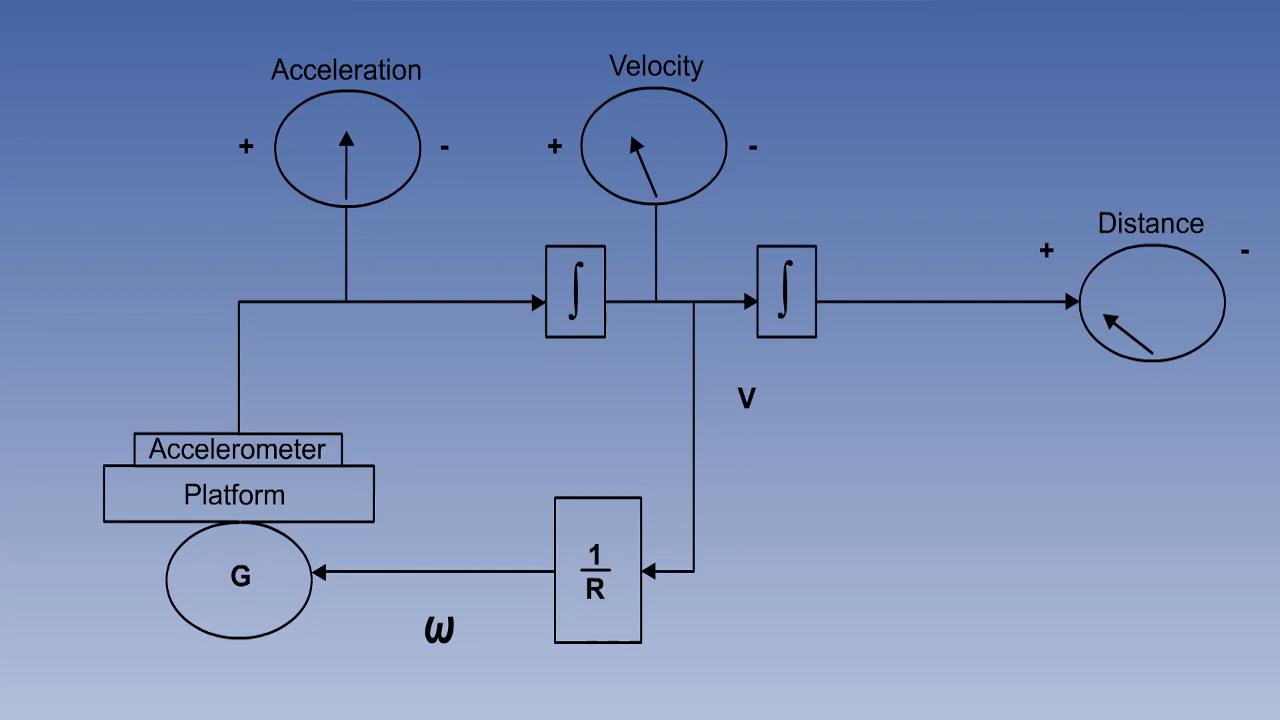 Acceleration
Velocity
+
-
+
-
Distance
+
-
∫
∫
V
Accelerometer
Platform
G
1
R
ω